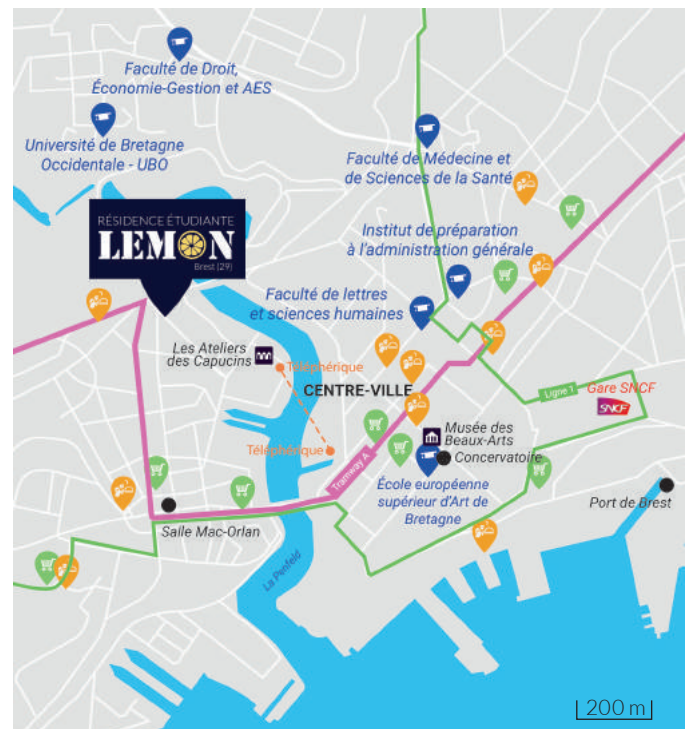 Faculté de Droit,
Économie-Gestion et AES
Université de Bretagne
Occidentale - UBO
Faculté de Médecine et
de Sciences de la Santé
RÉSIDENCE ÉTUDIANTE
LEMON
Brest (29)
Institut de préparation
à l'administration générale
Faculté de lettres
et sciences humaines
Les Ateliers
des Capucins
Téléphérique
CENTRE-VILLE
Ligne 1
Gare SNCF
SNCF
Musée des
Beaux-Arts
Concervatoire
Téléphérique
Tramway A
École européenne
supérieur d'Art de
Bretagne
Port de Brest
Salle Mac-Orlan
La Penfeld
200 m